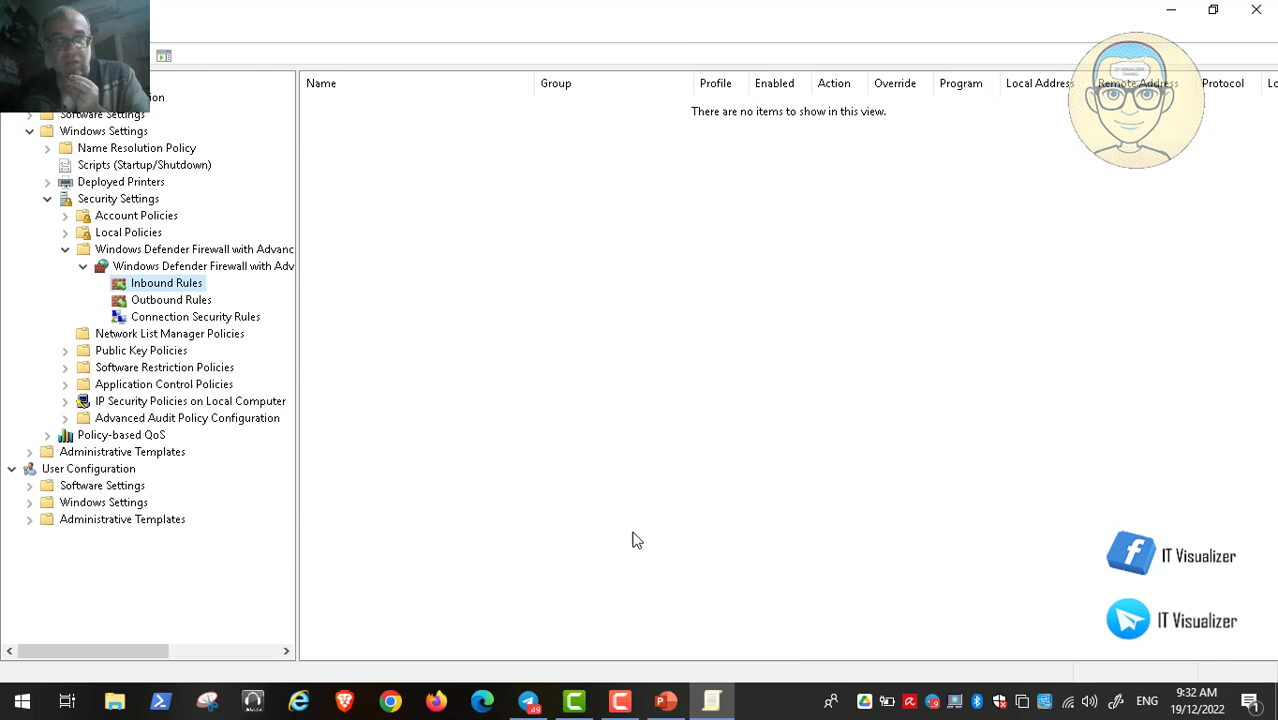 Name Group Profile Enabled Action Override Program Local Address Remote Address Protocol
There are no items to show in this view.
Software Settings
Windows Settings
Name Resolution Policy
Scripts (Startup/Shutdown)
Deployed Printers
Security Settings
Account Policies
Local Policies
Windows Defender Firewall with Advanc
Windows Defender Firewall with Adv
Inbound Rules
Outbound Rules
Connection Security Rules
Network List Manager Policies
Public Key Policies
Software Restriction Policies
Application Control Policies
IP Security Policies on Local Computer
Advanced Audit Policy Configuration
Policy-based QoS
Administrative Templates
User Configuration
Software Settings
Windows Settings
Administrative Templates
IT Visualizer
IT Visualizer
49
ENG
9:32 AM
19/12/2022
1